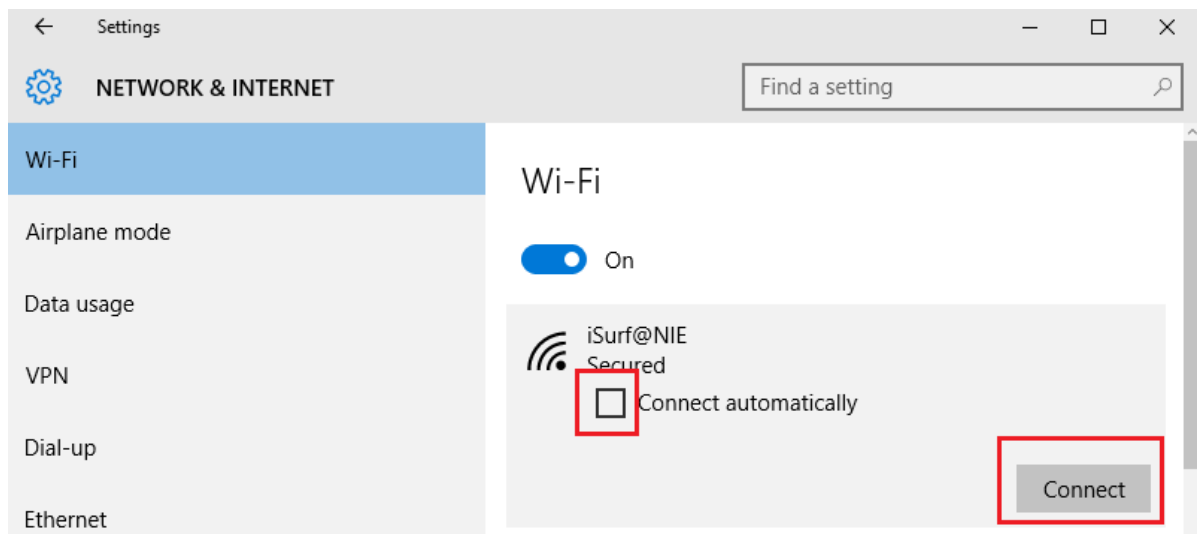 Settings
NETWORK & INTERNET
Find a setting
Wi-Fi
Airplane mode
Data usage
VPN
Dial-up
Ethernet
Wi-Fi
On
iSurf@NIE
Secured
Connect automatically
Connect